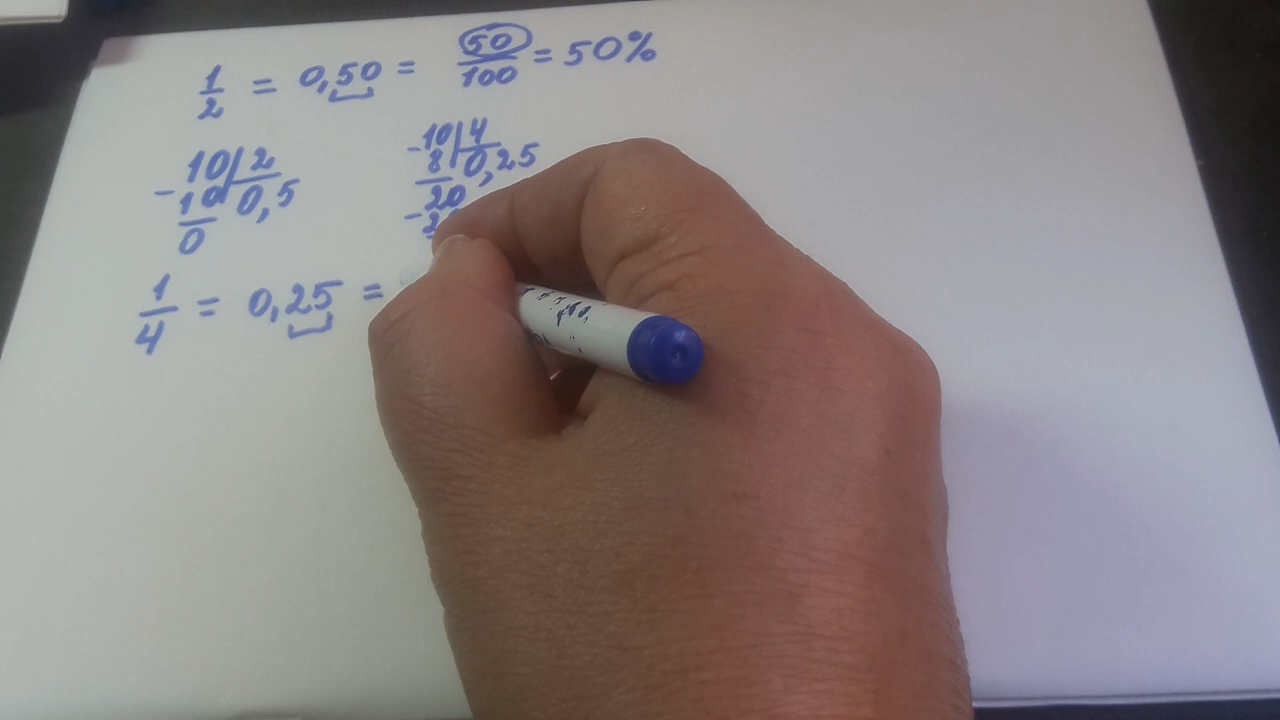 1/2 = 0,50 = 50/100 = 50%
10 | 2
- 10 0,5
0
- 10 | 4
8 0,25
20
-
1/4 = 0,25 =